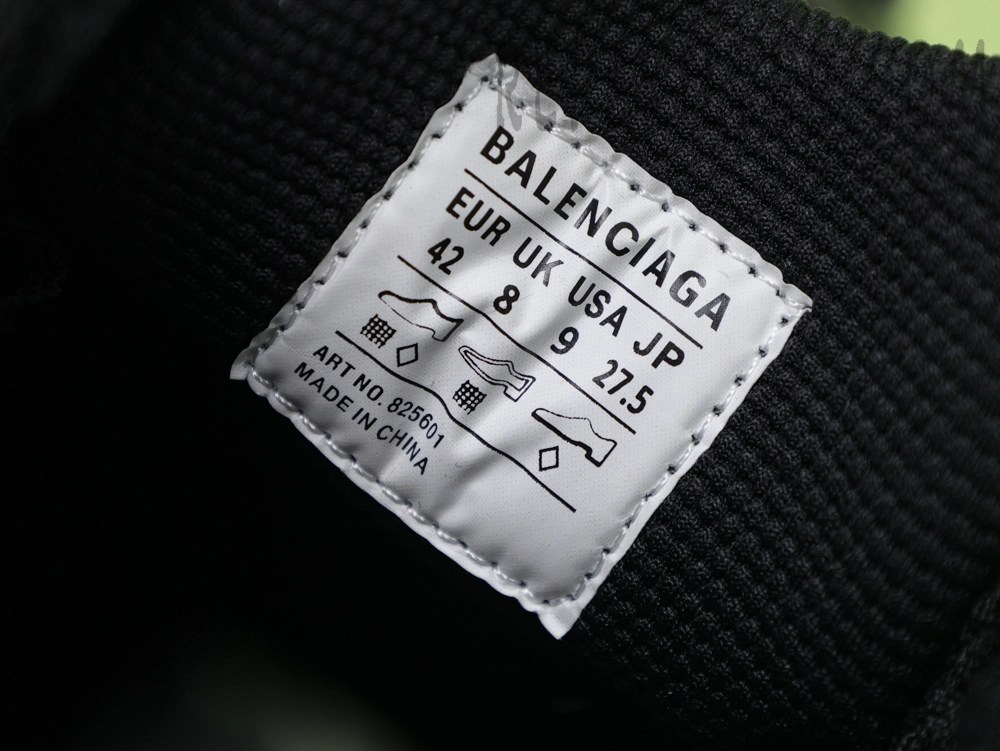 BALENCIAGA
EUR UK USA JP
42 8 9 27.5
ART NO. 825601
MADE IN CHINA